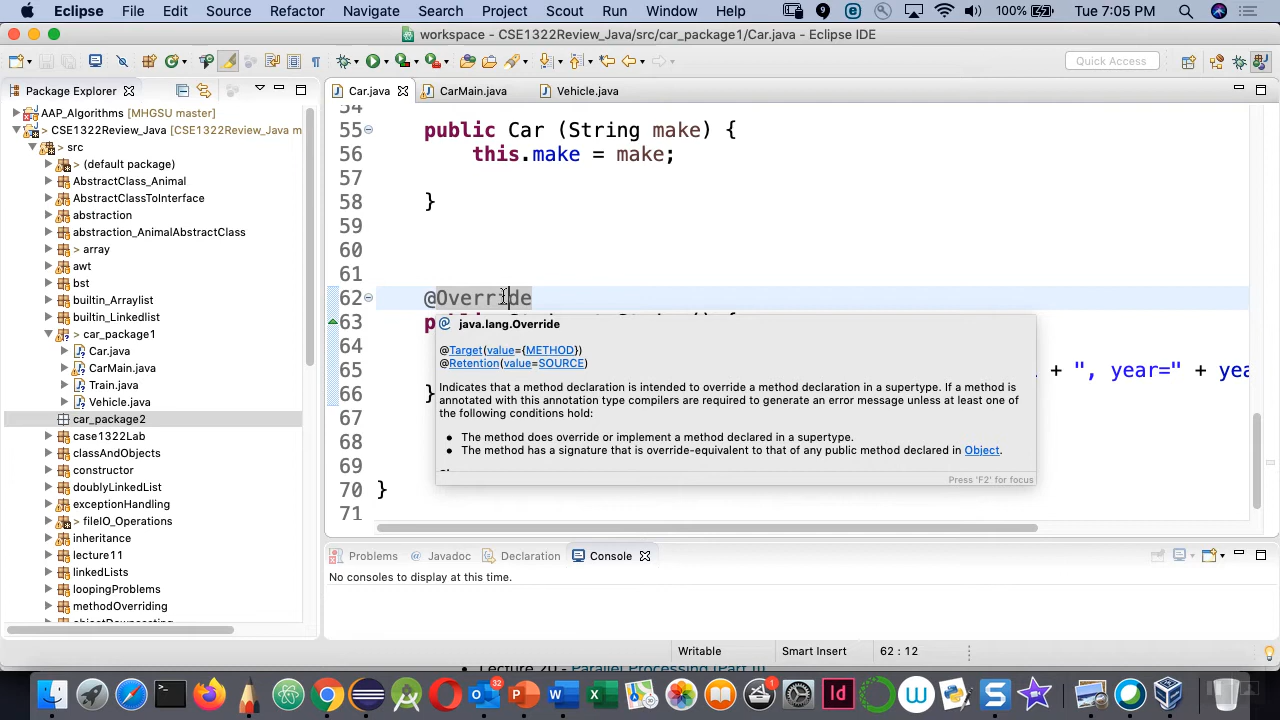 Eclipse File Edit Source Refactor Navigate Search Project Scout Run Window Help 9 100% Tue 7:05 PM
workspace - CSE1322Review_Java/src/car_package1/Car.java - Eclipse IDE
Quick Access
Package Explorer
Car.java CarMain.java Vehicle.java
AAP_Algorithms [MHGSU master]
> CSE1322Review_Java [CSE1322Review_Java m
> src
> (default package)
AbstractClass_Animal
AbstractClassToInterface
abstraction
abstraction_AnimalAbstractClass
> array
awt
bst
builtin_Arraylist
builtin_Linkedlist
> car_package1
Car.java
CarMain.java
Train.java
Vehicle.java
car_package2
case1322Lab
classAndObjects
constructor
doublyLinkedList
exceptionHandling
> fileIO_Operations
inheritance
lecture11
linkedLists
loopingProblems
methodOverriding
54
55 public Car (String make) {
56 this.make = make;
57
58 }
59
60
61
62 @Override
63
64
65 + ", year=" + yea
66 }
67
68
69
70 }
71
@ java.lang.Override
@Target(value={METHOD})
@Retention(value=SOURCE)
Indicates that a method declaration is intended to override a method declaration in a supertype. If a method is
annotated with this annotation type compilers are required to generate an error message unless at least one of
the following conditions hold:
• The method does override or implement a method declared in a supertype.
• The method has a signature that is override-equivalent to that of any public method declared in Object.
Press 'F2' for focus
Problems @ Javadoc Declaration Console
No consoles to display at this time.
Writable Smart Insert 62 : 12
Lecture 20 - Parallel Processing (Part I)
32
Id
W
S
1